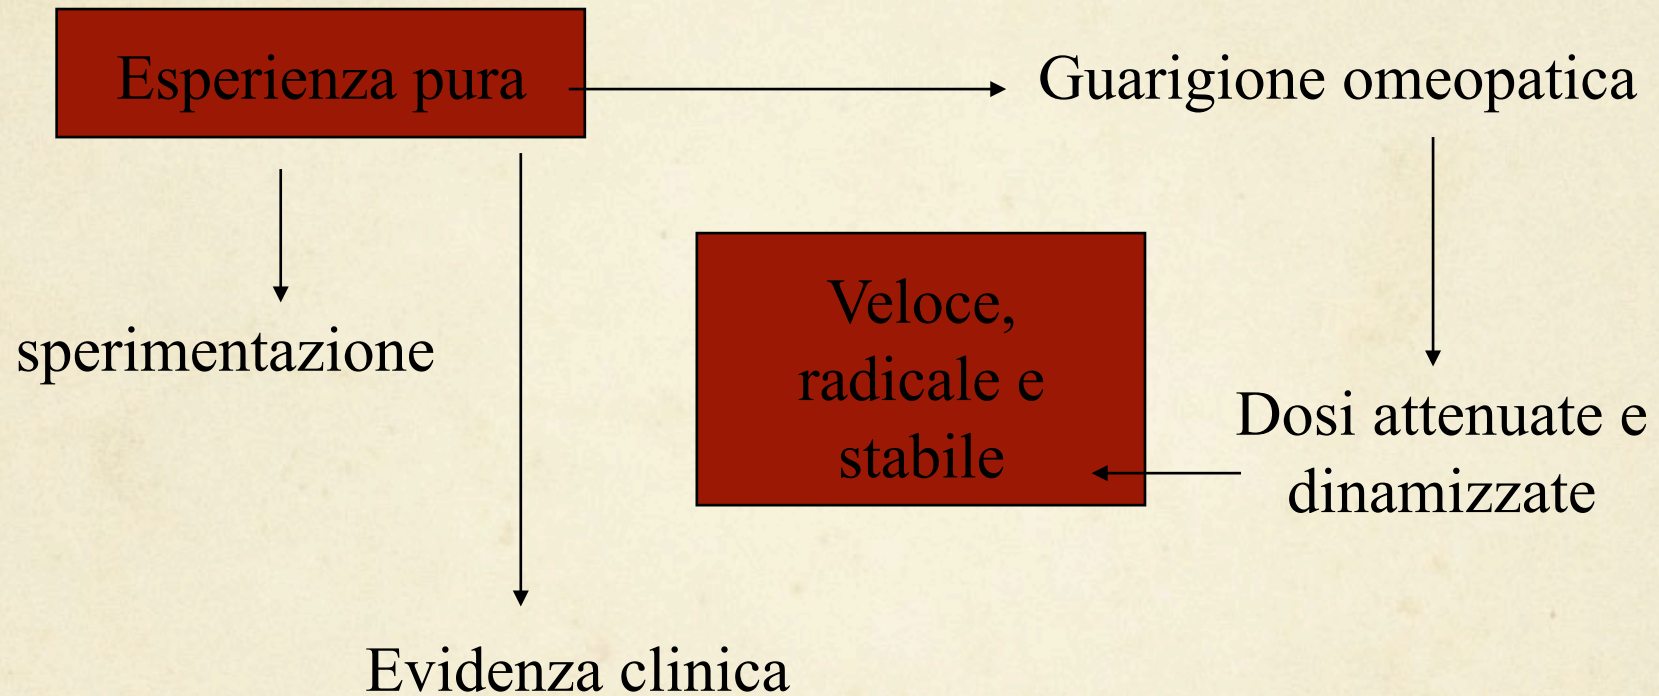 Esperienza pura
Guarigione omeopatica
Veloce,
radicale e
stabile
sperimentazione
Dosi attenuate e
dinamizzate
Evidenza clinica